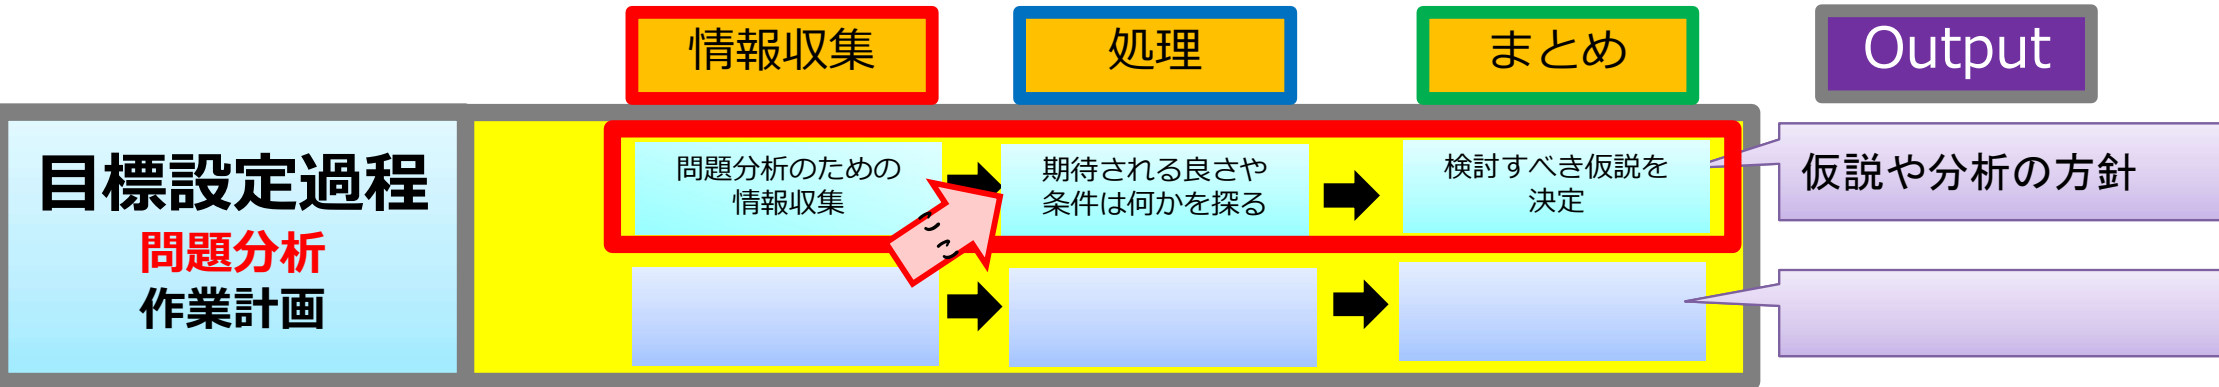 情報収集
処理
まとめ
Output
目標設定過程
問題分析
作業計画
問題分析のための
情報収集
期待される良さや
条件は何かを探る
検討すべき仮説を
決定
仮説や分析の方針